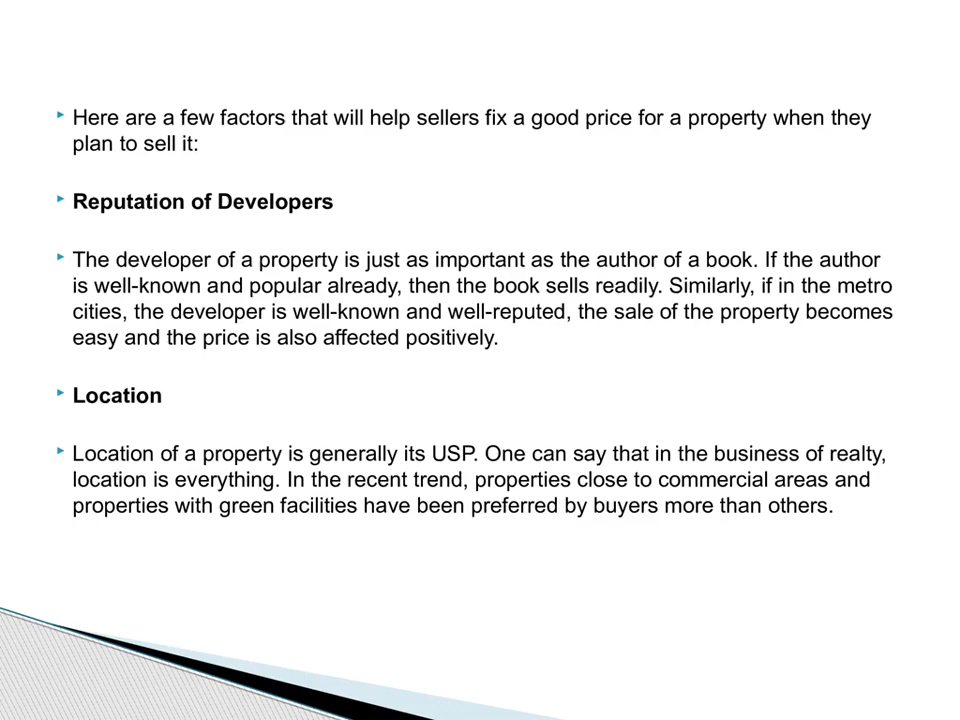 Here are a few factors that will help sellers fix a good price for a property when they
plan to sell it:
Reputation of Developers
The developer of a property is just as important as the author of a book. If the author
is well-known and popular already, then the book sells readily. Similarly, if in the metro
cities, the developer is well-known and well-reputed, the sale of the property becomes
easy and the price is also affected positively.
Location
Location of a property is generally its USP. One can say that in the business of realty,
location is everything. In the recent trend, properties close to commercial areas and
properties with green facilities have been preferred by buyers more than others.